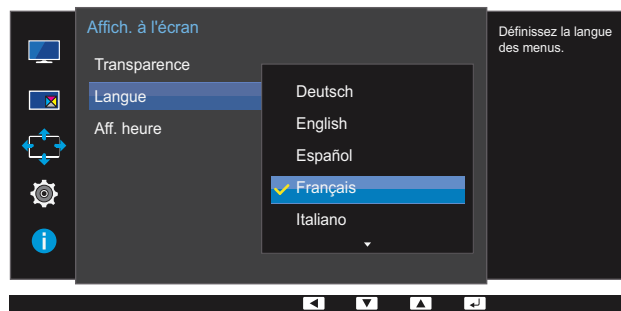 Affich. à l'écran
Transparence
Langue
Aff. heure
Deutsch
English
Español
Français
Italiano
Définissez la langue
des menus.